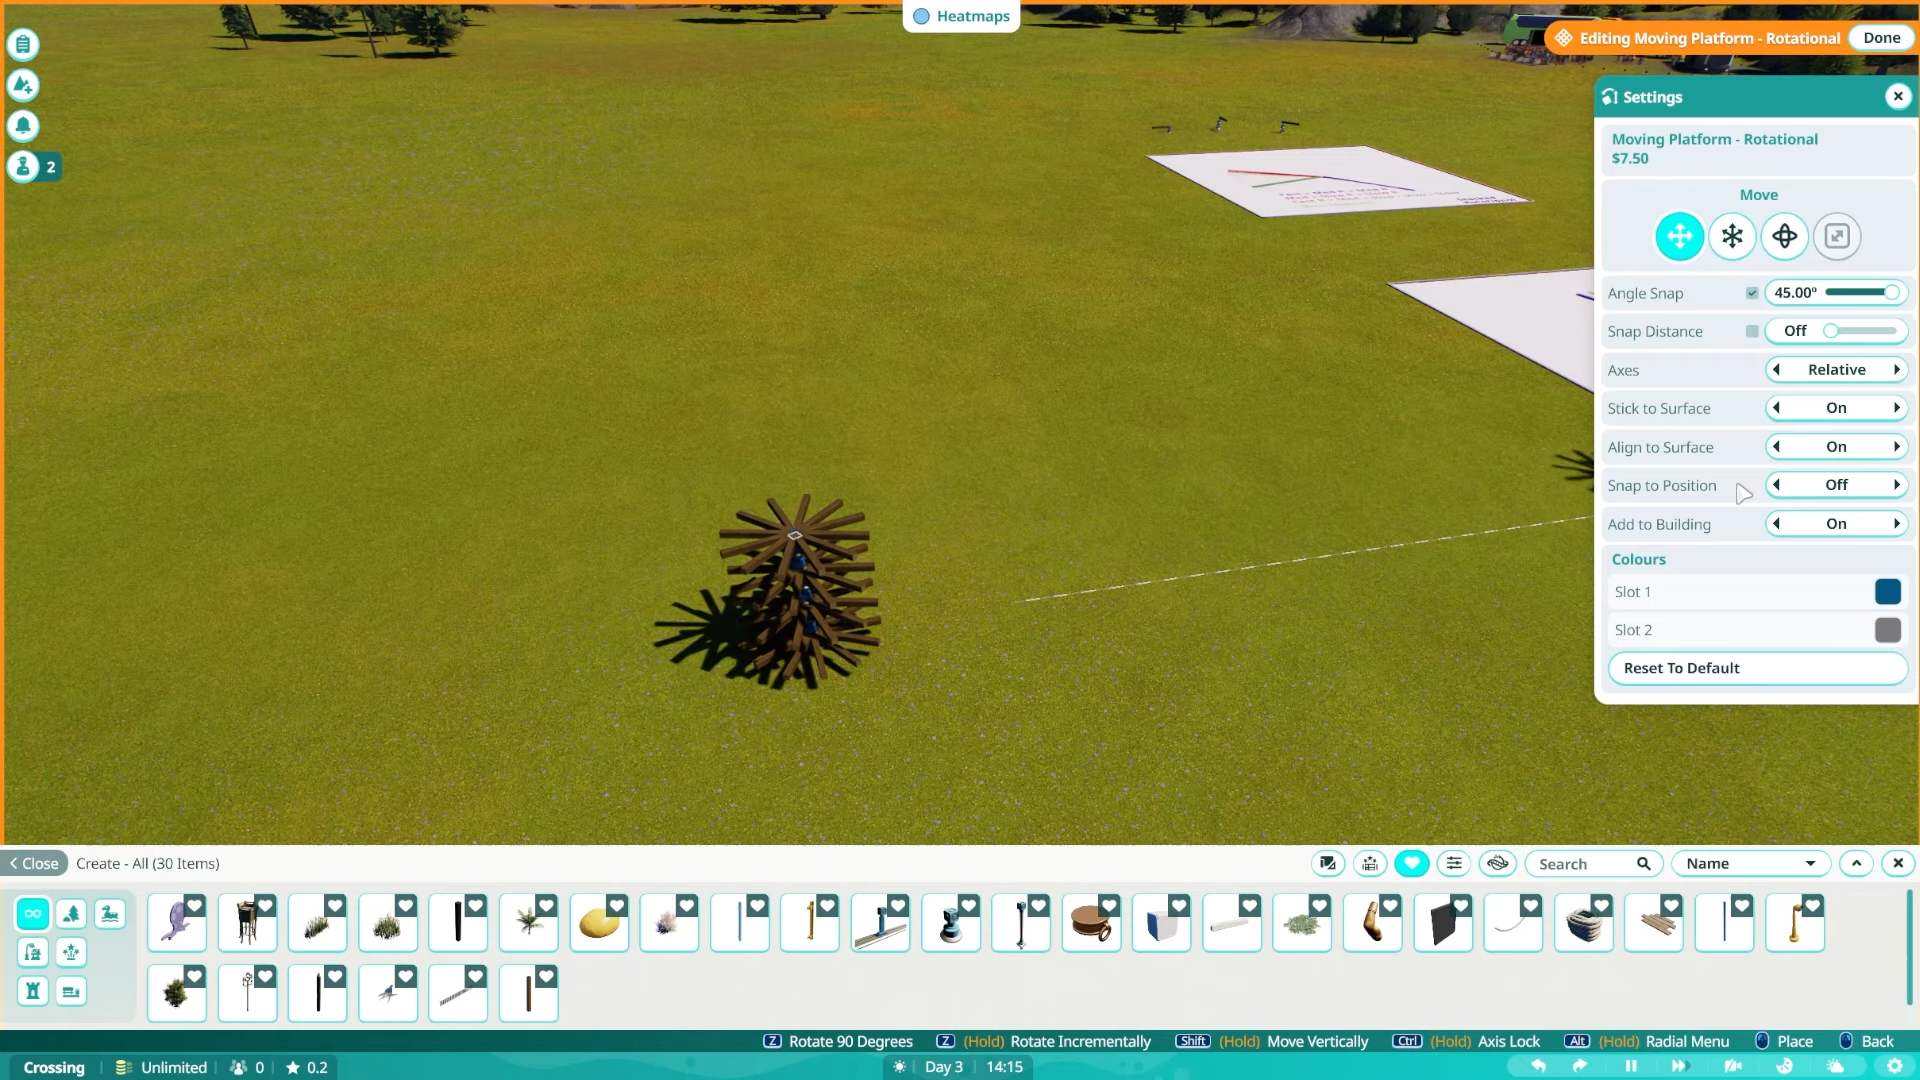 Heatmaps
Editing Moving Platform - Rotational
Done
2
Settings
Moving Platform - Rotational
$7.50
Move
Angle Snap 45.00°
Snap Distance Off
Axes Relative
Stick to Surface On
Align to Surface On
Snap to Position Off
Add to Building On
Colours
Slot 1
Slot 2
Reset To Default
Close
Create - All (30 Items)
Search
Name
Z Rotate 90 Degrees
Z (Hold) Rotate Incrementally
Shift (Hold) Move Vertically
Ctrl (Hold) Axis Lock
Alt (Hold) Radial Menu
Place
Back
Crossing
Unlimited
0
0.2
Day 3
14:15